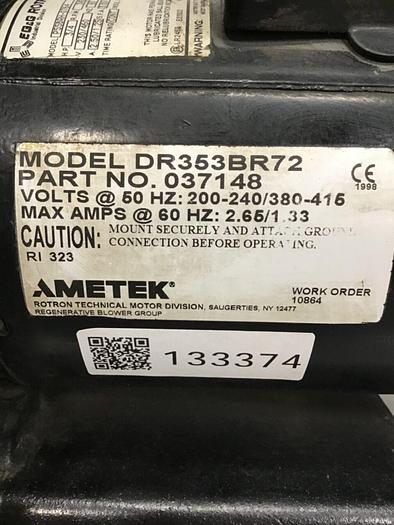 EG&G ROTRON
MODEL DR353BR72
PART NO. 037148
VOLTS @ 50 HZ: 200-240/380-415
MAX AMPS @ 60 HZ: 2.65/1.33
CE
1998
CAUTION: MOUNT SECURELY AND ATTACH GROUND
CONNECTION BEFORE OPERATING.
RI 323
AMETEK®
ROTRON TECHNICAL MOTOR DIVISION, SAUGERTIES, NY 12477
REGENERATIVE BLOWER GROUP
WORK ORDER
10864
133374